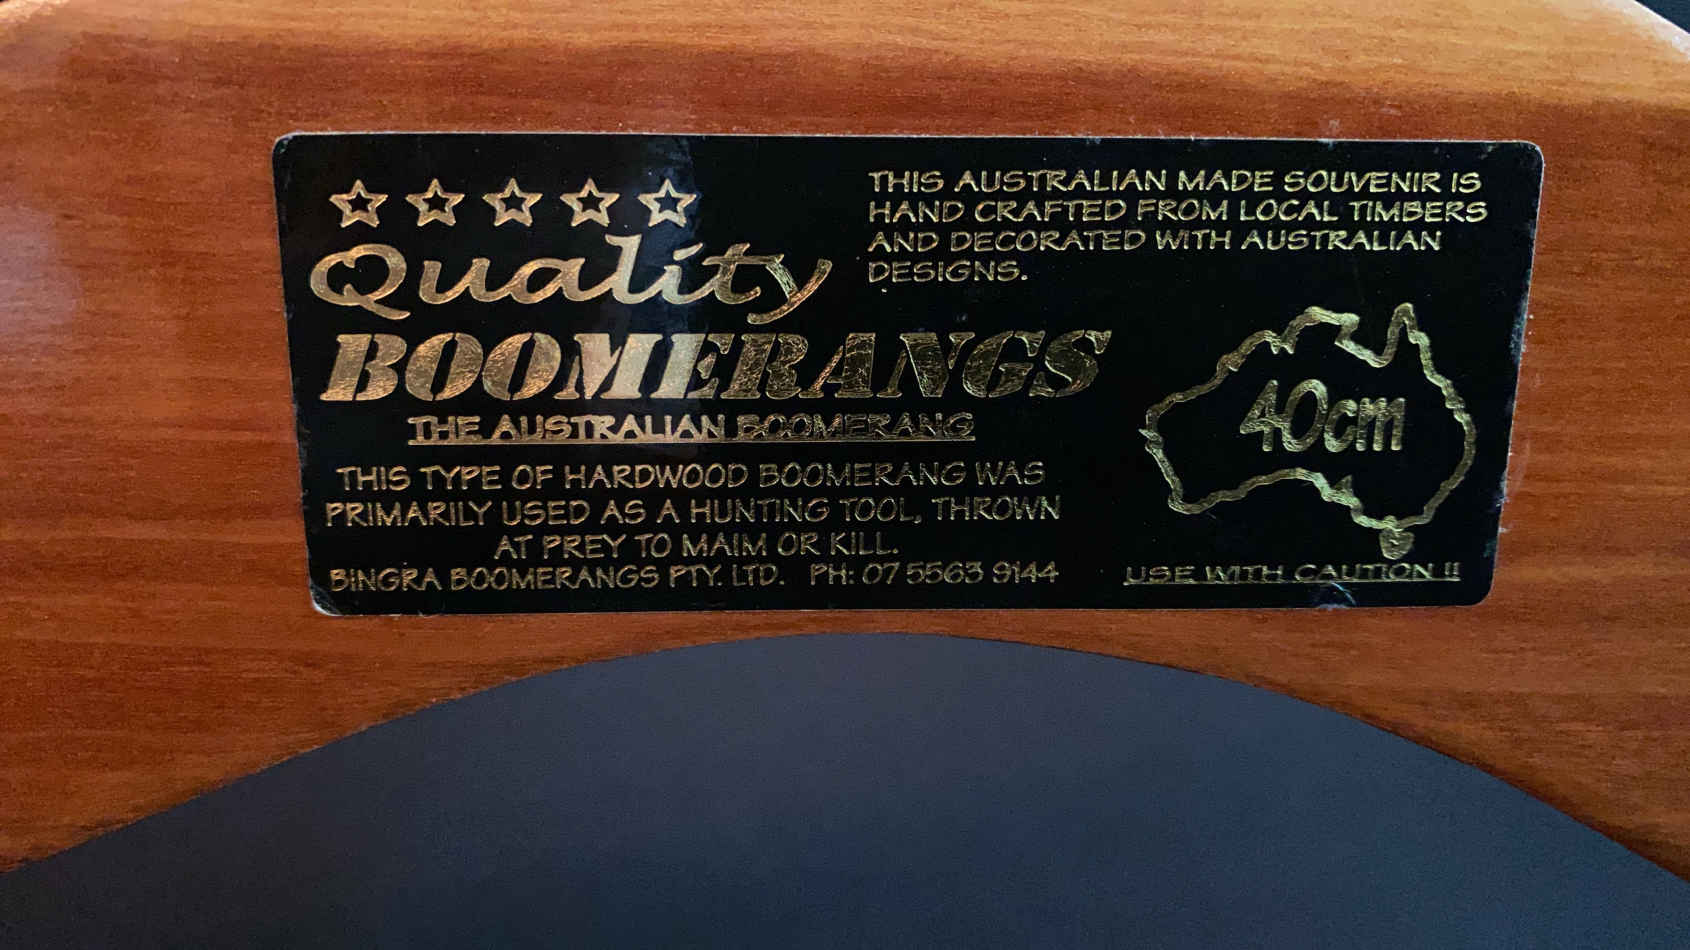 Quality
BOOMERANGS
THE AUSTRALIAN BOOMERANG
THIS TYPE OF HARDWOOD BOOMERANG WAS
PRIMARILY USED AS A HUNTING TOOL, THROWN
AT PREY TO MAIM OR KILL.
BINGRA BOOMERANGS PTY. LTD. PH: 07 5563 9144
THIS AUSTRALIAN MADE SOUVENIR IS
HAND CRAFTED FROM LOCAL TIMBERS
AND DECORATED WITH AUSTRALIAN
DESIGNS.
40cm
USE WITH CAUTION !!